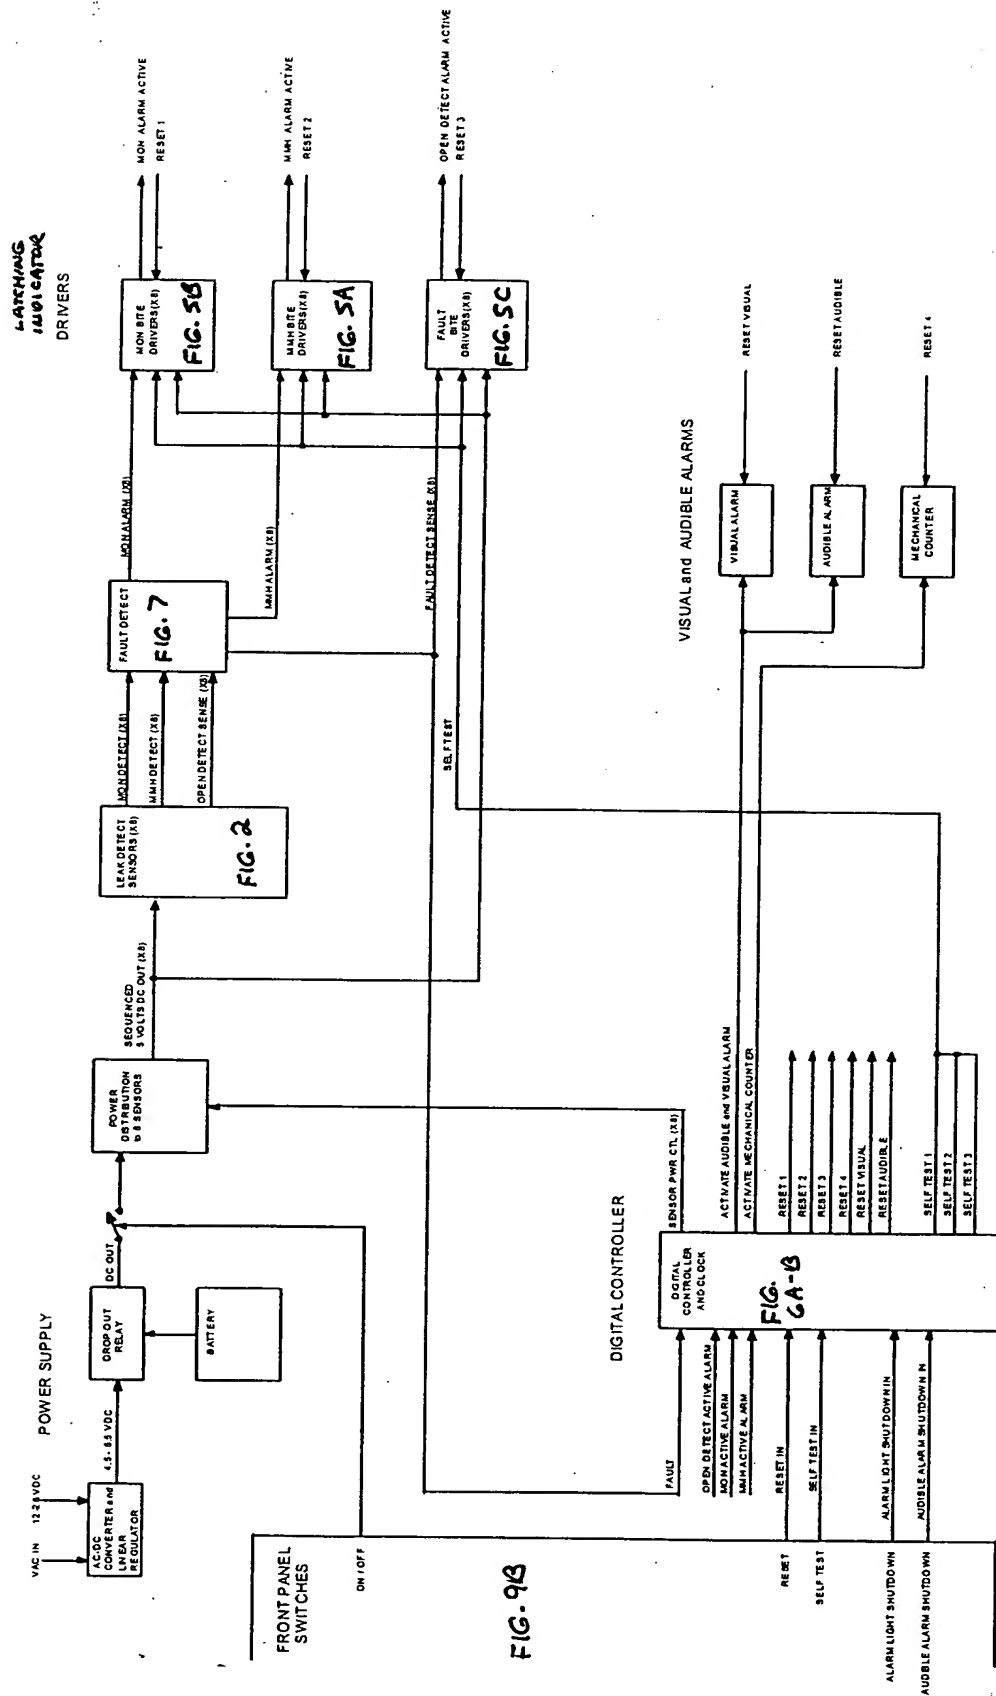 LATCHING
INDICATOR
DRIVERS
POWER SUPPLY
VAC IN
12-28 VDC
AC-DC
CONVERTER and
LINEAR
REGULATOR
4.5 - 6.5 VDC
DROP OUT
RELAY
BATTERY
DC OUT
POWER
DISTRIBUTION
to 8 SENSORS
SEQUENCED
5 VOLTS DC OUT (X8)
LEAK DETECT
SENSORS (X8)
FIG. 2
MON DETECT (X8)
MMH DETECT (X8)
OPEN DETECT SENSE (X8)
FAULT DETECT
FIG. 7
MON ALARM (X8)
MMH ALARM (X8)
FAULT DETECT SENSE (X8)
SELF TEST
MON BITE
DRIVERS (X8)
FIG. 5B
MON ALARM ACTIVE
RESET 1
MMH BITE
DRIVERS (X8)
FIG. 5A
MMH ALARM ACTIVE
RESET 2
FAULT
BITE
DRIVERS (X8)
FIG. 5C
OPEN DETECT ALARM ACTIVE
RESET 3
FRONT PANEL
SWITCHES
ON / OFF
FIG. 9B
RESET
SELF TEST
ALARM LIGHT SHUTDOWN
AUDBLE ALARM SHUTDOWN
DIGITAL CONTROLLER
FAULT
OPEN DETECT ACTIVE ALARM
MON ACTIVE ALARM
MMH ACTIVE ALARM
RESET IN
SELF TEST IN
ALARM LIGHT SHUTDOWN IN
AUDIBLE ALARM SHUTDOWN IN
DIGITAL
CONTROLLER
AND CLOCK
FIG.
6A-B
SENSOR PWR CTL (X8)
ACTIVATE AUDIBLE and VISUAL ALARM
ACTIVATE MECHANICAL COUNTER
RESET 1
RESET 2
RESET 3
RESET 4
RESET VISUAL
RESET AUDIBLE
SELF TEST 1
SELF TEST 2
SELF TEST 3
VISUAL and AUDIBLE ALARMS
VISUAL ALARM
RESET VISUAL
AUDIBLE ALARM
RESET AUDIBLE
MECHANICAL
COUNTER
RESET 4